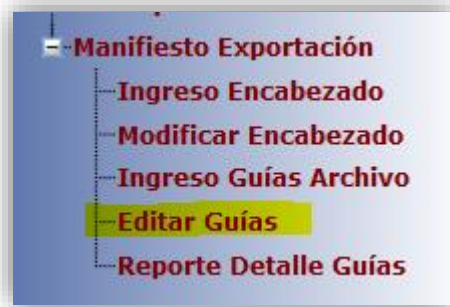 Manifiesto Exportación
Ingreso Encabezado
Modificar Encabezado
Ingreso Guías Archivo
Editar Guías
Reporte Detalle Guías